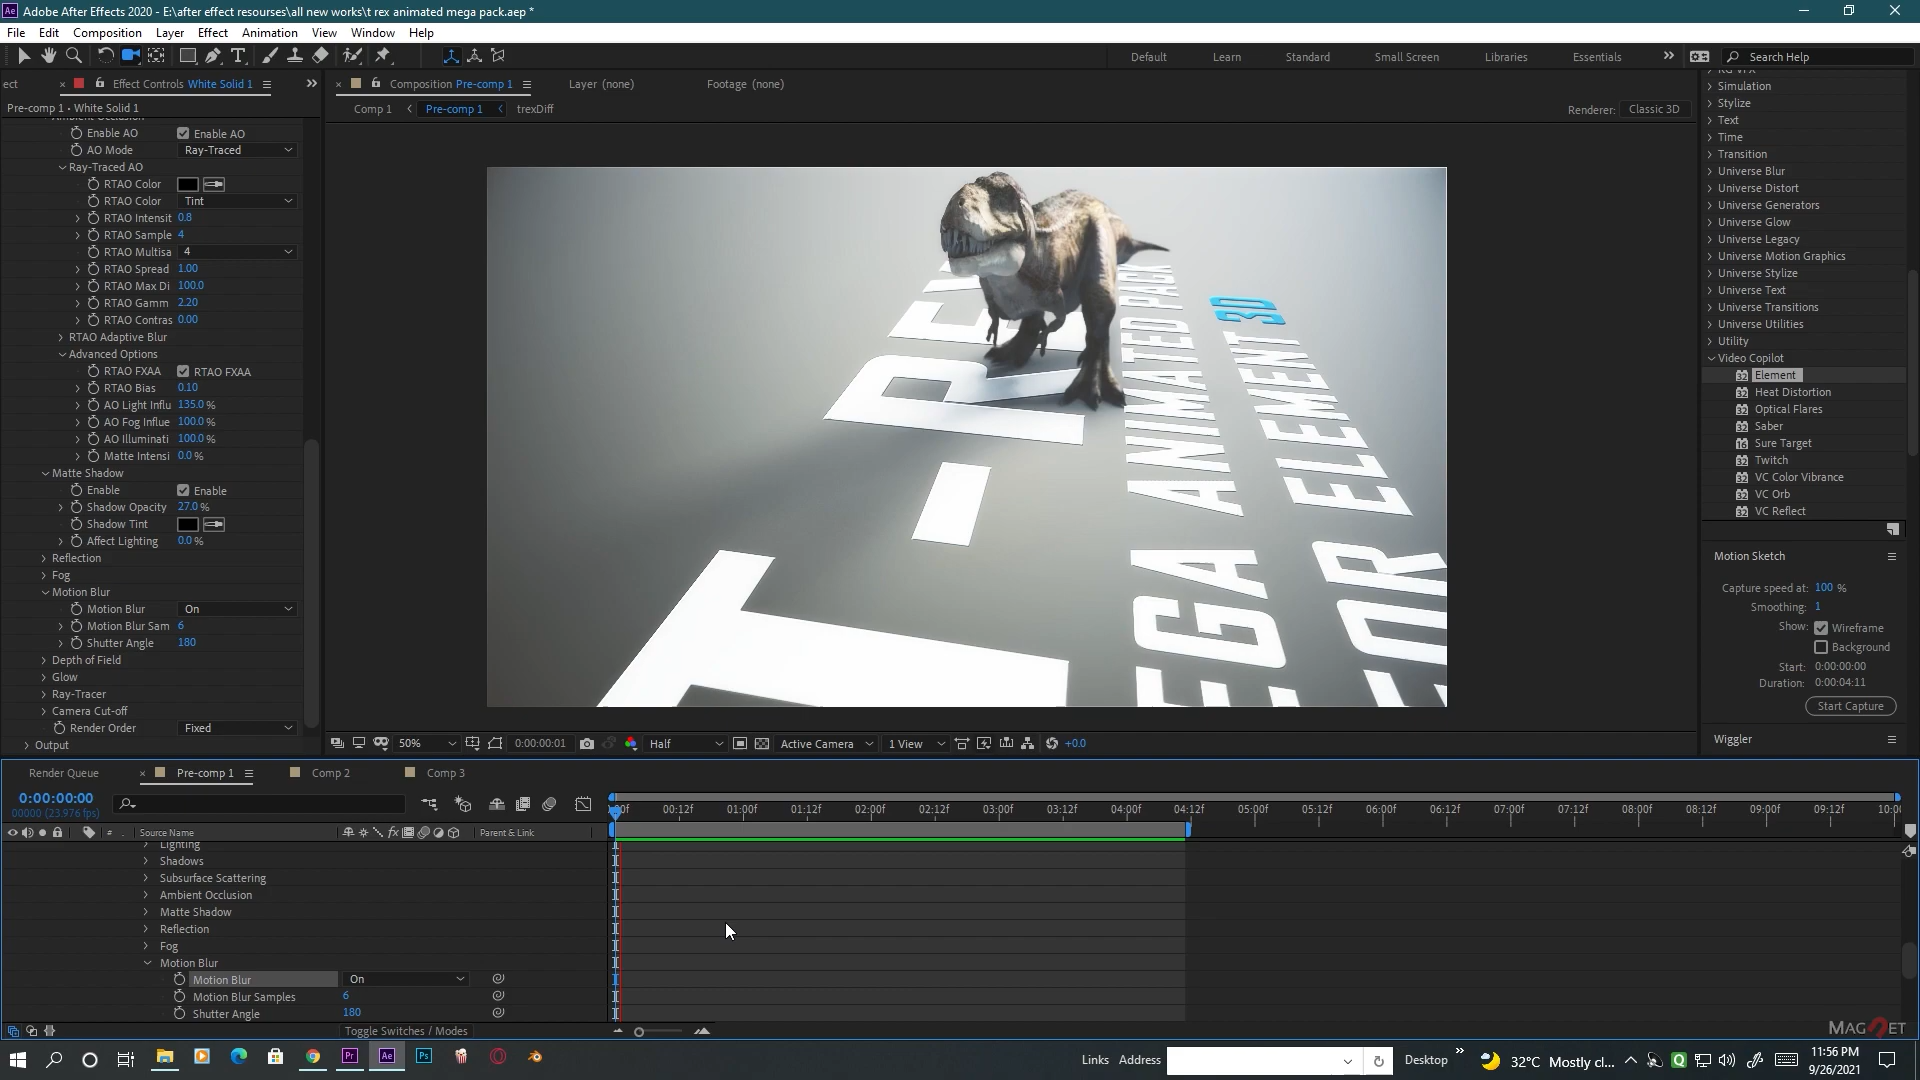 Adobe After Effects 2020 - E:\after effect resourses\all new works\t rex animated mega pack.aep *
File Edit Composition Layer Effect Animation View Window Help
Default Learn Standard Small Screen Libraries Essentials
Search Help
ect
Effect Controls White Solid 1
Pre-comp 1 • White Solid 1
Enable AO Enable AO
AO Mode Ray-Traced
Ray-Traced AO
RTAO Color
RTAO Color Tint
RTAO Intensit 0.8
RTAO Sample 4
RTAO Multisa 4
RTAO Spread 1.00
RTAO Max Di 100.0
RTAO Gamm 2.20
RTAO Contras 0.00
RTAO Adaptive Blur
Advanced Options
RTAO FXAA RTAO FXAA
RTAO Bias 0.10
AO Light Influ 135.0 %
AO Fog Influe 100.0 %
AO Illuminati 100.0 %
Matte Intensi 0.0 %
Matte Shadow
Enable Enable
Shadow Opacity 27.0 %
Shadow Tint
Affect Lighting 0.0 %
Reflection
Fog
Motion Blur
Motion Blur On
Motion Blur Sam 6
Shutter Angle 180
Depth of Field
Glow
Ray-Tracer
Camera Cut-off
Render Order Fixed
Output
Composition Pre-comp 1 Layer (none) Footage (none)
Comp 1 Pre-comp 1 trexDiff
Renderer: Classic 3D
T - REX
MEGA ANIMATED PACK
FOR ELEMENT 3D
50% 0:00:00:01 Half Active Camera 1 View +0.0
Simulation
Stylize
Text
Time
Transition
Universe Blur
Universe Distort
Universe Generators
Universe Glow
Universe Legacy
Universe Motion Graphics
Universe Stylize
Universe Text
Universe Transitions
Universe Utilities
Utility
Video Copilot
32 Element
32 Heat Distortion
32 Optical Flares
32 Saber
16 Sure Target
32 Twitch
32 VC Color Vibrance
32 VC Orb
32 VC Reflect
Motion Sketch
Capture speed at: 100 %
Smoothing: 1
Show: Wireframe
Background
Start: 0:00:00:00
Duration: 0:00:04:11
Start Capture
Wiggler
Render Queue Pre-comp 1 Comp 2 Comp 3
0:00:00:00
00000 (23.976 fps)
00f 00:12f 01:00f 01:12f 02:00f 02:12f 03:00f 03:12f 04:00f 04:12f 05:00f 05:12f 06:00f 06:12f 07:00f 07:12f 08:00f 08:12f 09:00f 09:12f 10:0
# Source Name Parent & Link
Lighting
Shadows
Subsurface Scattering
Ambient Occlusion
Matte Shadow
Reflection
Fog
Motion Blur
Motion Blur On
Motion Blur Samples 6
Shutter Angle 180
Toggle Switches / Modes
MAGNET
Links Address Desktop 32°C Mostly cl... 11:56 PM
9/26/2021